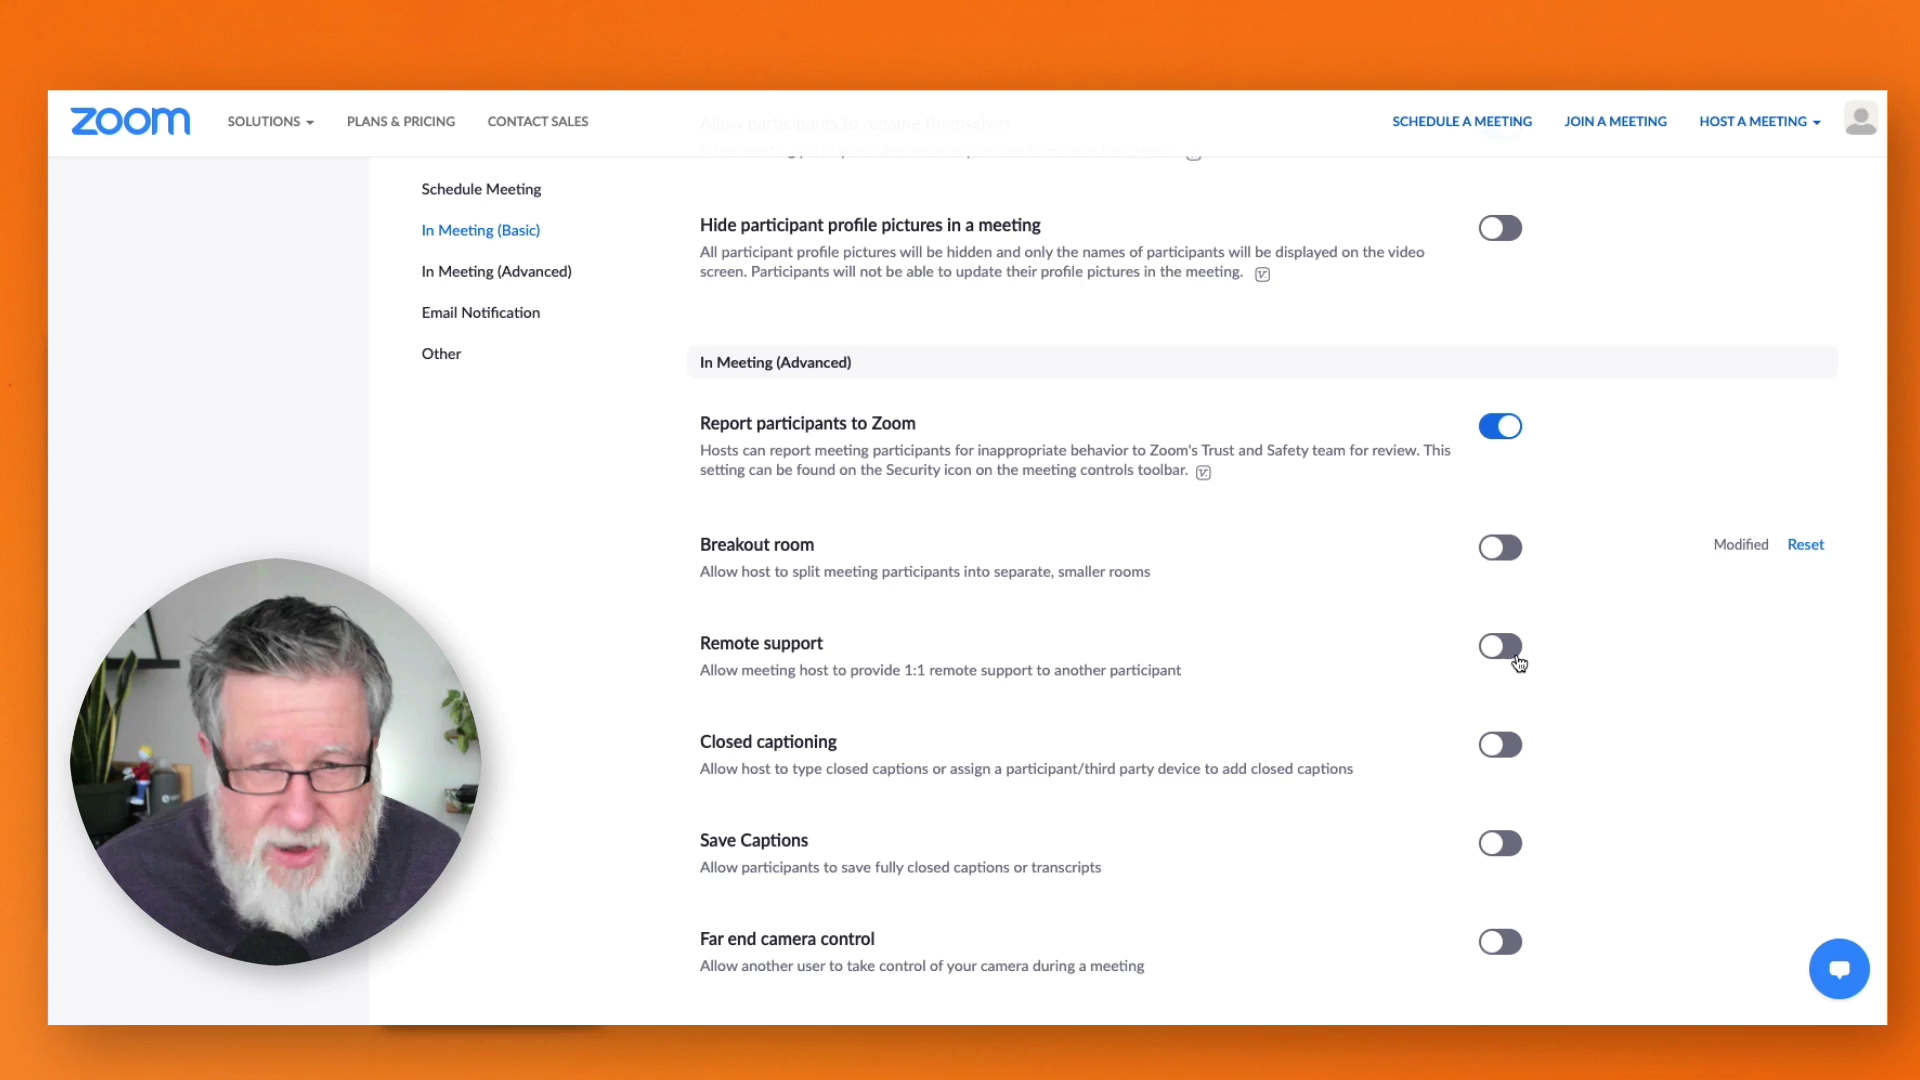 zoom
SOLUTIONS
PLANS & PRICING
CONTACT SALES
Allow participants to rename themselves
SCHEDULE A MEETING
JOIN A MEETING
HOST A MEETING
Schedule Meeting
In Meeting (Basic)
In Meeting (Advanced)
Email Notification
Other
Hide participant profile pictures in a meeting
All participant profile pictures will be hidden and only the names of participants will be displayed on the video
screen. Participants will not be able to update their profile pictures in the meeting.
In Meeting (Advanced)
Report participants to Zoom
Hosts can report meeting participants for inappropriate behavior to Zoom's Trust and Safety team for review. This
setting can be found on the Security icon on the meeting controls toolbar.
Breakout room
Modified Reset
Allow host to split meeting participants into separate, smaller rooms
Remote support
Allow meeting host to provide 1:1 remote support to another participant
Closed captioning
Allow host to type closed captions or assign a participant/third party device to add closed captions
Save Captions
Allow participants to save fully closed captions or transcripts
Far end camera control
Allow another user to take control of your camera during a meeting